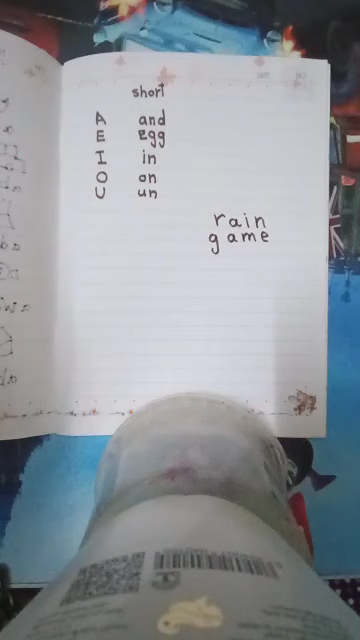 short
A and
E Egg
I in
O on
U un
rain
game